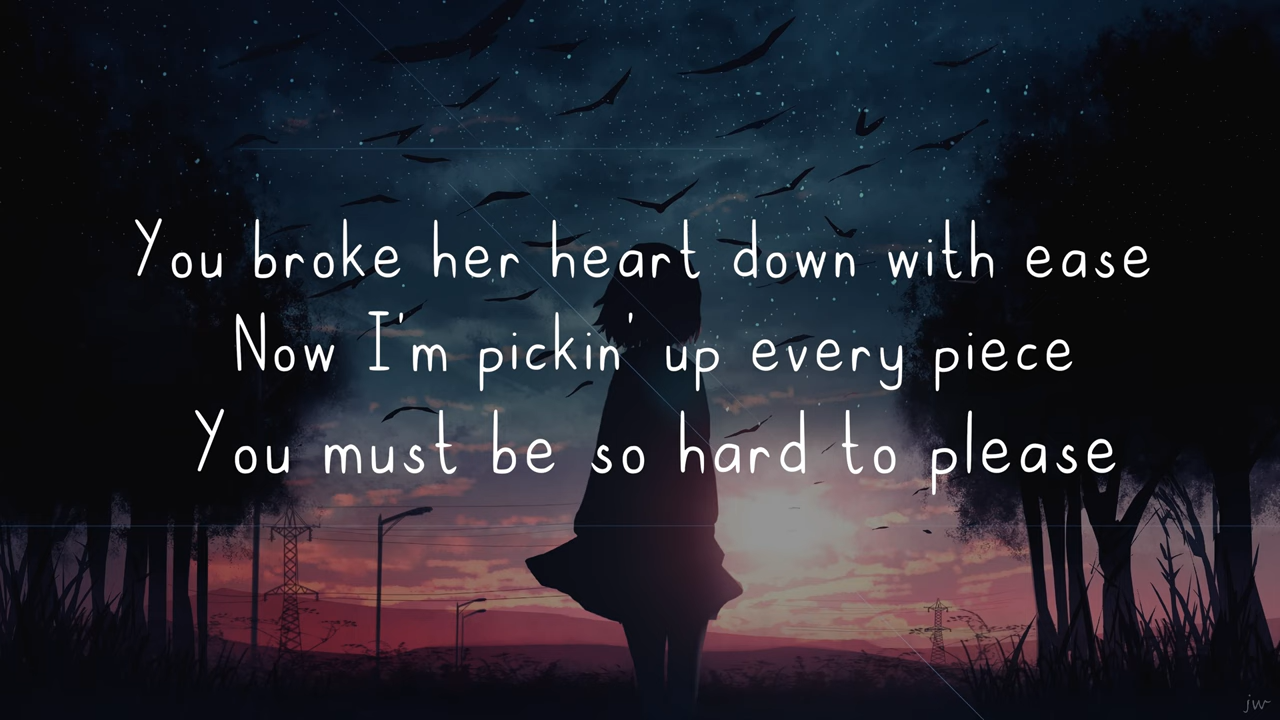 You broke her heart down with ease
Now I'm pickin' up every piece
You must be so hard to please
jw